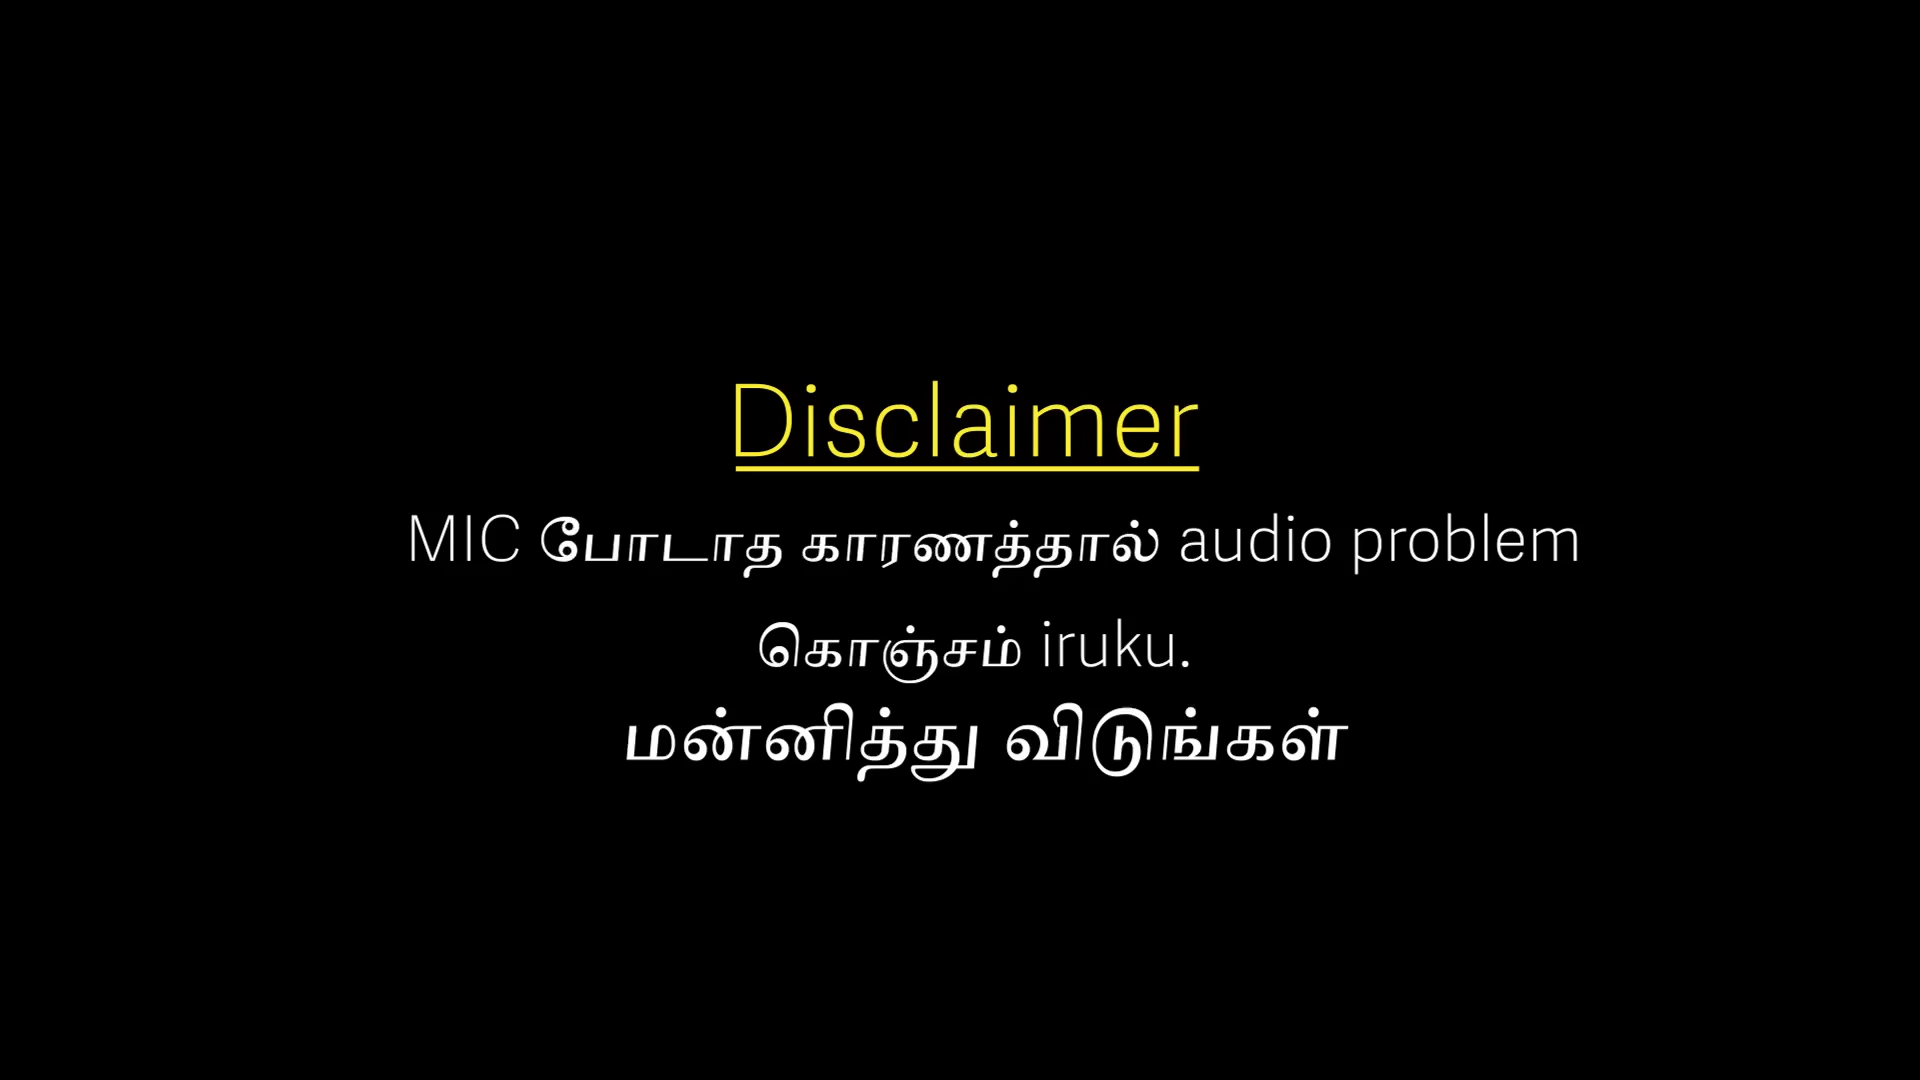 Disclaimer
MIC போடாத காரணத்தால் audio problem
கொஞ்சம் iruku.
மன்னித்து விடுங்கள்